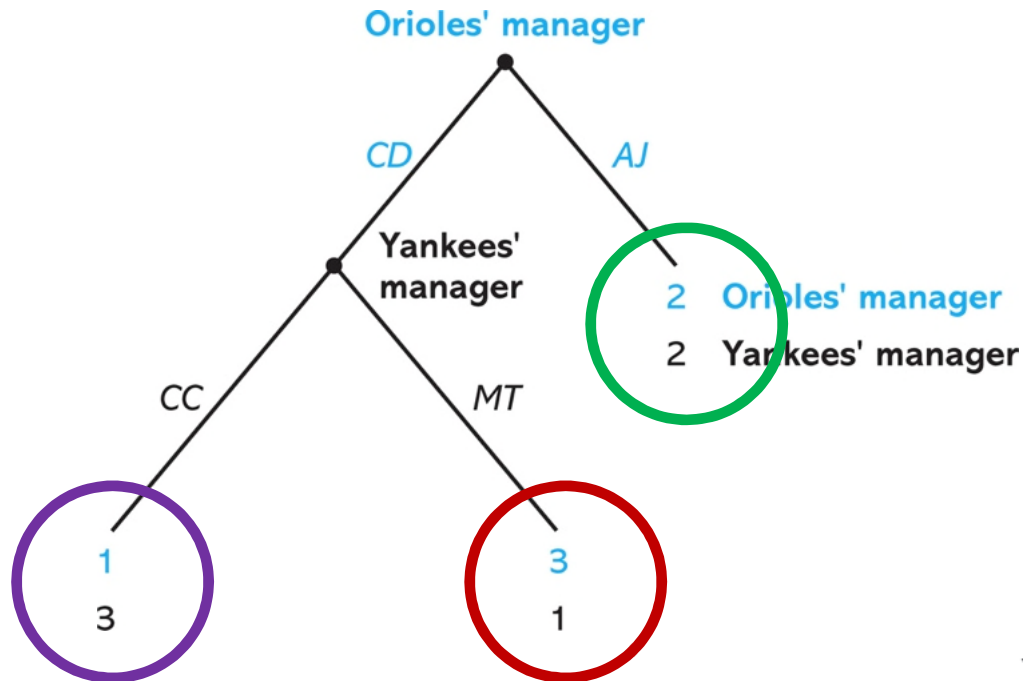 Orioles' manager
CD
AJ
Yankees'
manager
2 Orioles' manager
2 Yankees' manager
CC
MT
1
3
3
1